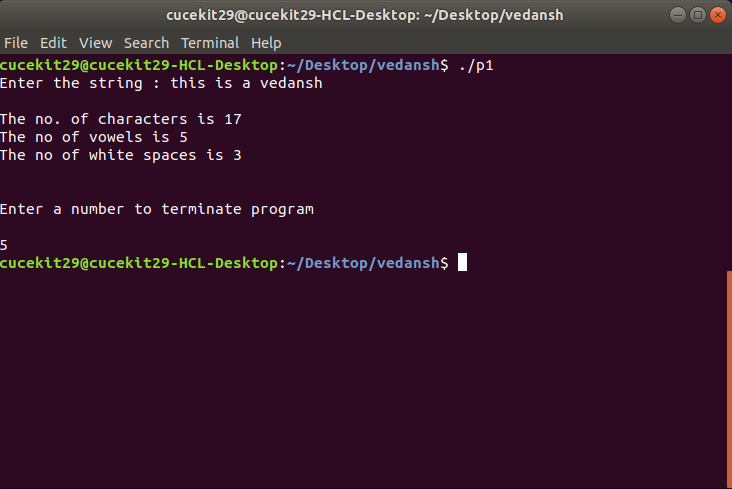 cucekit29@cucekit29-HCL-Desktop: ~/Desktop/vedansh
File Edit View Search Terminal Help
cucekit29@cucekit29-HCL-Desktop:~/Desktop/vedansh$ ./p1
Enter the string : this is a vedansh
The no. of characters is 17
The no of vowels is 5
The no of white spaces is 3
Enter a number to terminate program
5
cucekit29@cucekit29-HCL-Desktop:~/Desktop/vedansh$